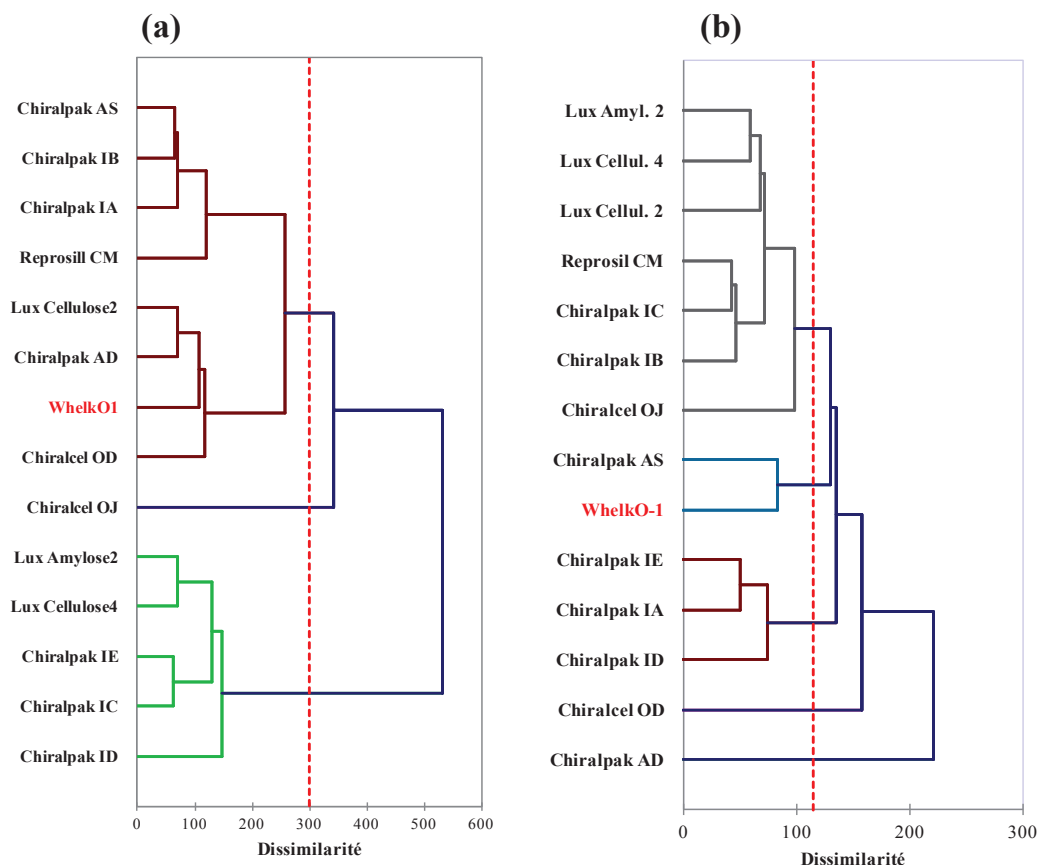 (a)
Chiralpak AS
Chiralpak IB
Chiralpak IA
Reprosill CM
Lux Cellulose2
Chiralpak AD
WhelkO1
Chiralcel OD
Chiralcel OJ
Lux Amylose2
Lux Cellulose4
Chiralpak IE
Chiralpak IC
Chiralpak ID
0 100 200 300 400 500 600
Dissimilarité
(b)
Lux Amyl. 2
Lux Cellul. 4
Lux Cellul. 2
Reprosil CM
Chiralpak IC
Chiralpak IB
Chiralcel OJ
Chiralpak AS
WhelkO-1
Chiralpak IE
Chiralpak IA
Chiralpak ID
Chiralcel OD
Chiralpak AD
0 100 200 300
Dissimilarité